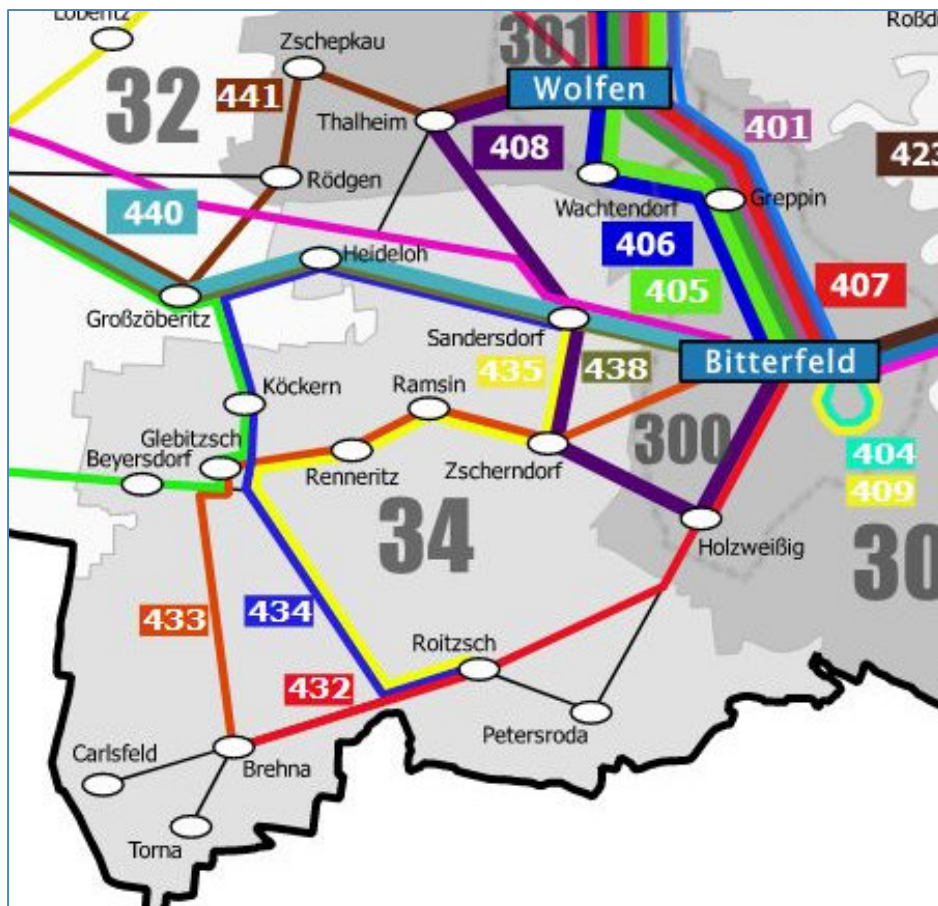 Löberitz
Zschepkau
301
Roßd
32
441
Wolfen
Thalheim
408
401
423
Rödgen
440
Wachtendorf
Greppin
406
Heideloh
405
407
Großzöberitz
Sandersdorf
Bitterfeld
435
438
Köckern
Ramsin
300
Glebitzsch
Beyersdorf
Renneritz
Zscherndorf
404
409
34
Holzweißig
30
433
434
Roitzsch
432
Petersroda
Carlsfeld
Brehna
Torna